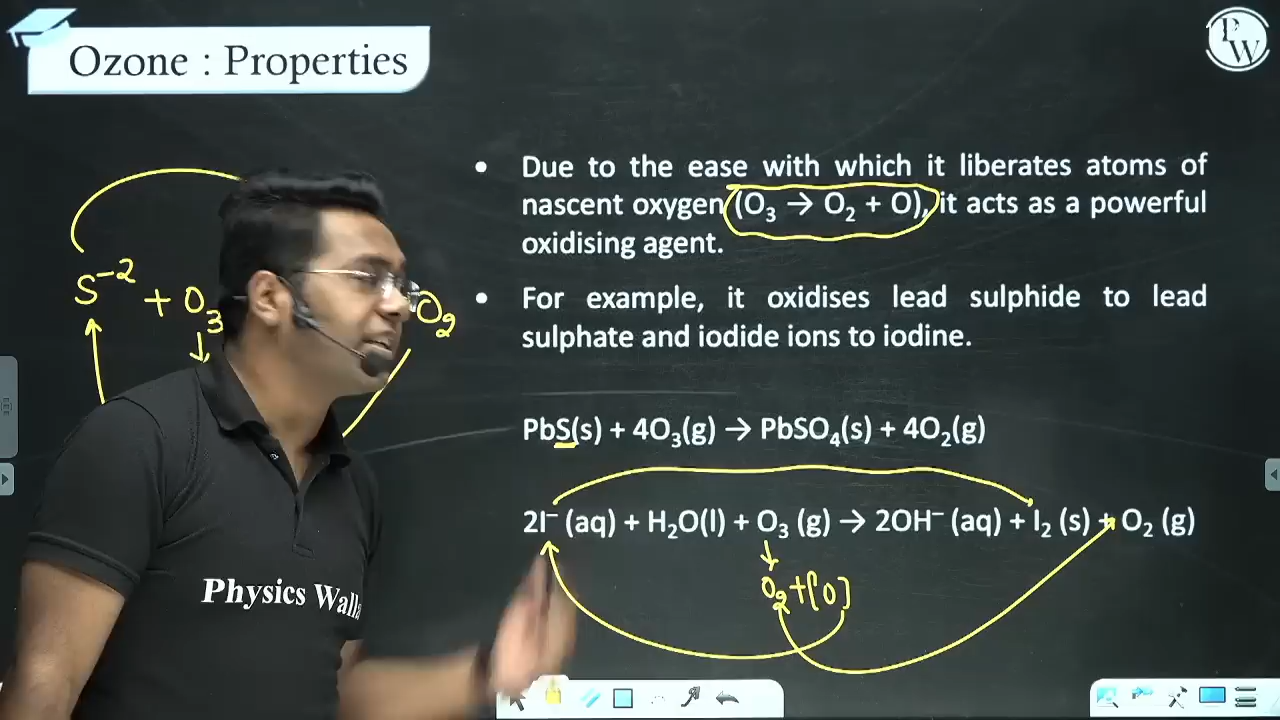 Ozone : Properties
PW
Due to the ease with which it liberates atoms of
nascent oxygen (O₃ → O₂ + O), it acts as a powerful
oxidising agent.
For example, it oxidises lead sulphide to lead
sulphate and iodide ions to iodine.
S⁻² + O₃
O₂
PbS(s) + 4O₃(g) → PbSO₄(s) + 4O₂(g)
2I⁻ (aq) + H₂O(l) + O₃ (g) → 2OH⁻ (aq) + I₂ (s) + O₂ (g)
O₂ + [O]
Physics Wall